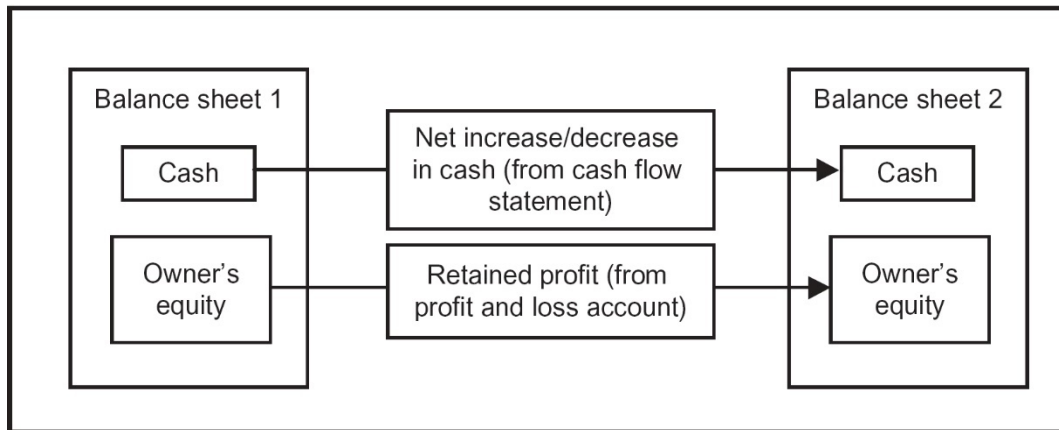 Balance sheet 1
Cash
Owner’s
equity
Net increase/decrease
in cash (from cash flow
statement)
Retained profit (from
profit and loss account)
Balance sheet 2
Cash
Owner’s
equity